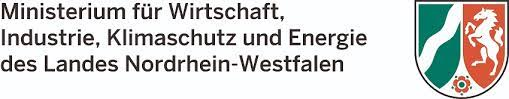 Ministerium für Wirtschaft,
Industrie, Klimaschutz und Energie
des Landes Nordrhein-Westfalen